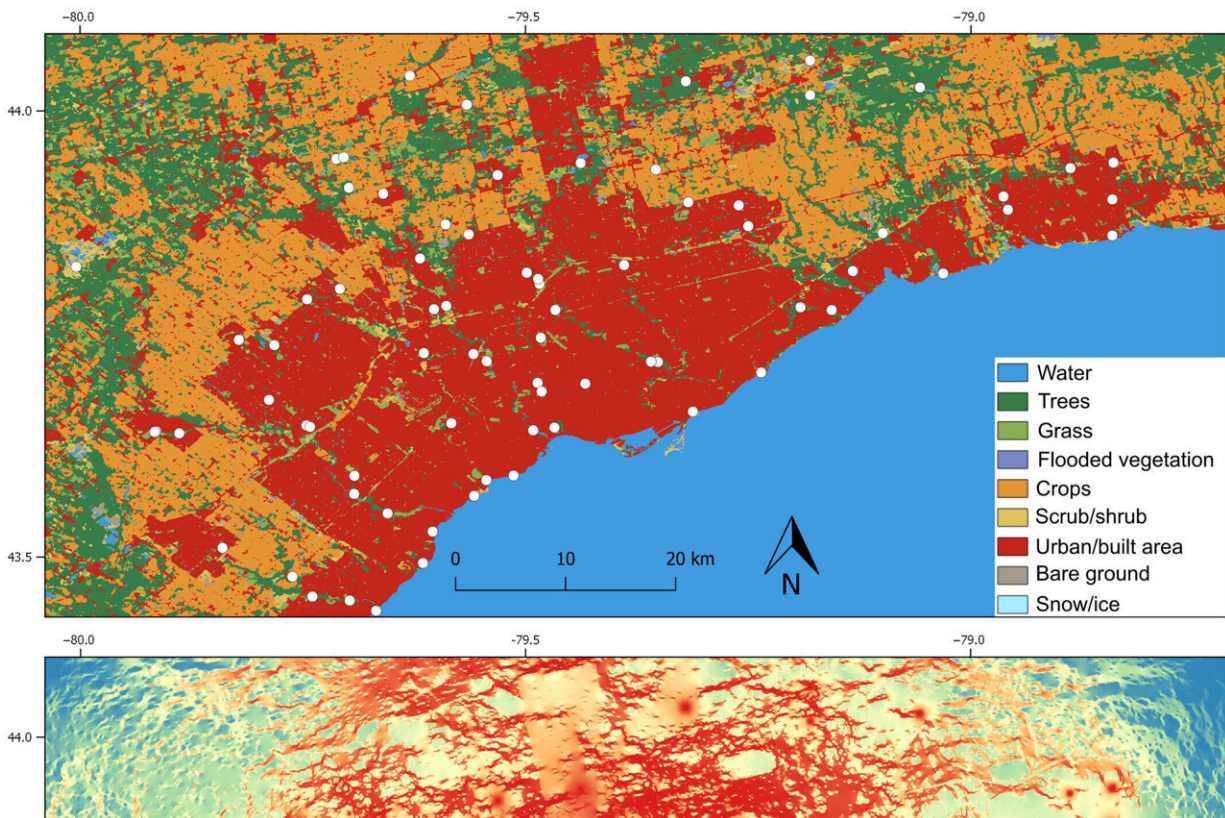 −80.0 −79.5 −79.0
44.0
43.5
Water
Trees
Grass
Flooded vegetation
Crops
Scrub/shrub
Urban/built area
Bare ground
Snow/ice
0 10 20 km
N
−80.0 −79.5 −79.0
44.0